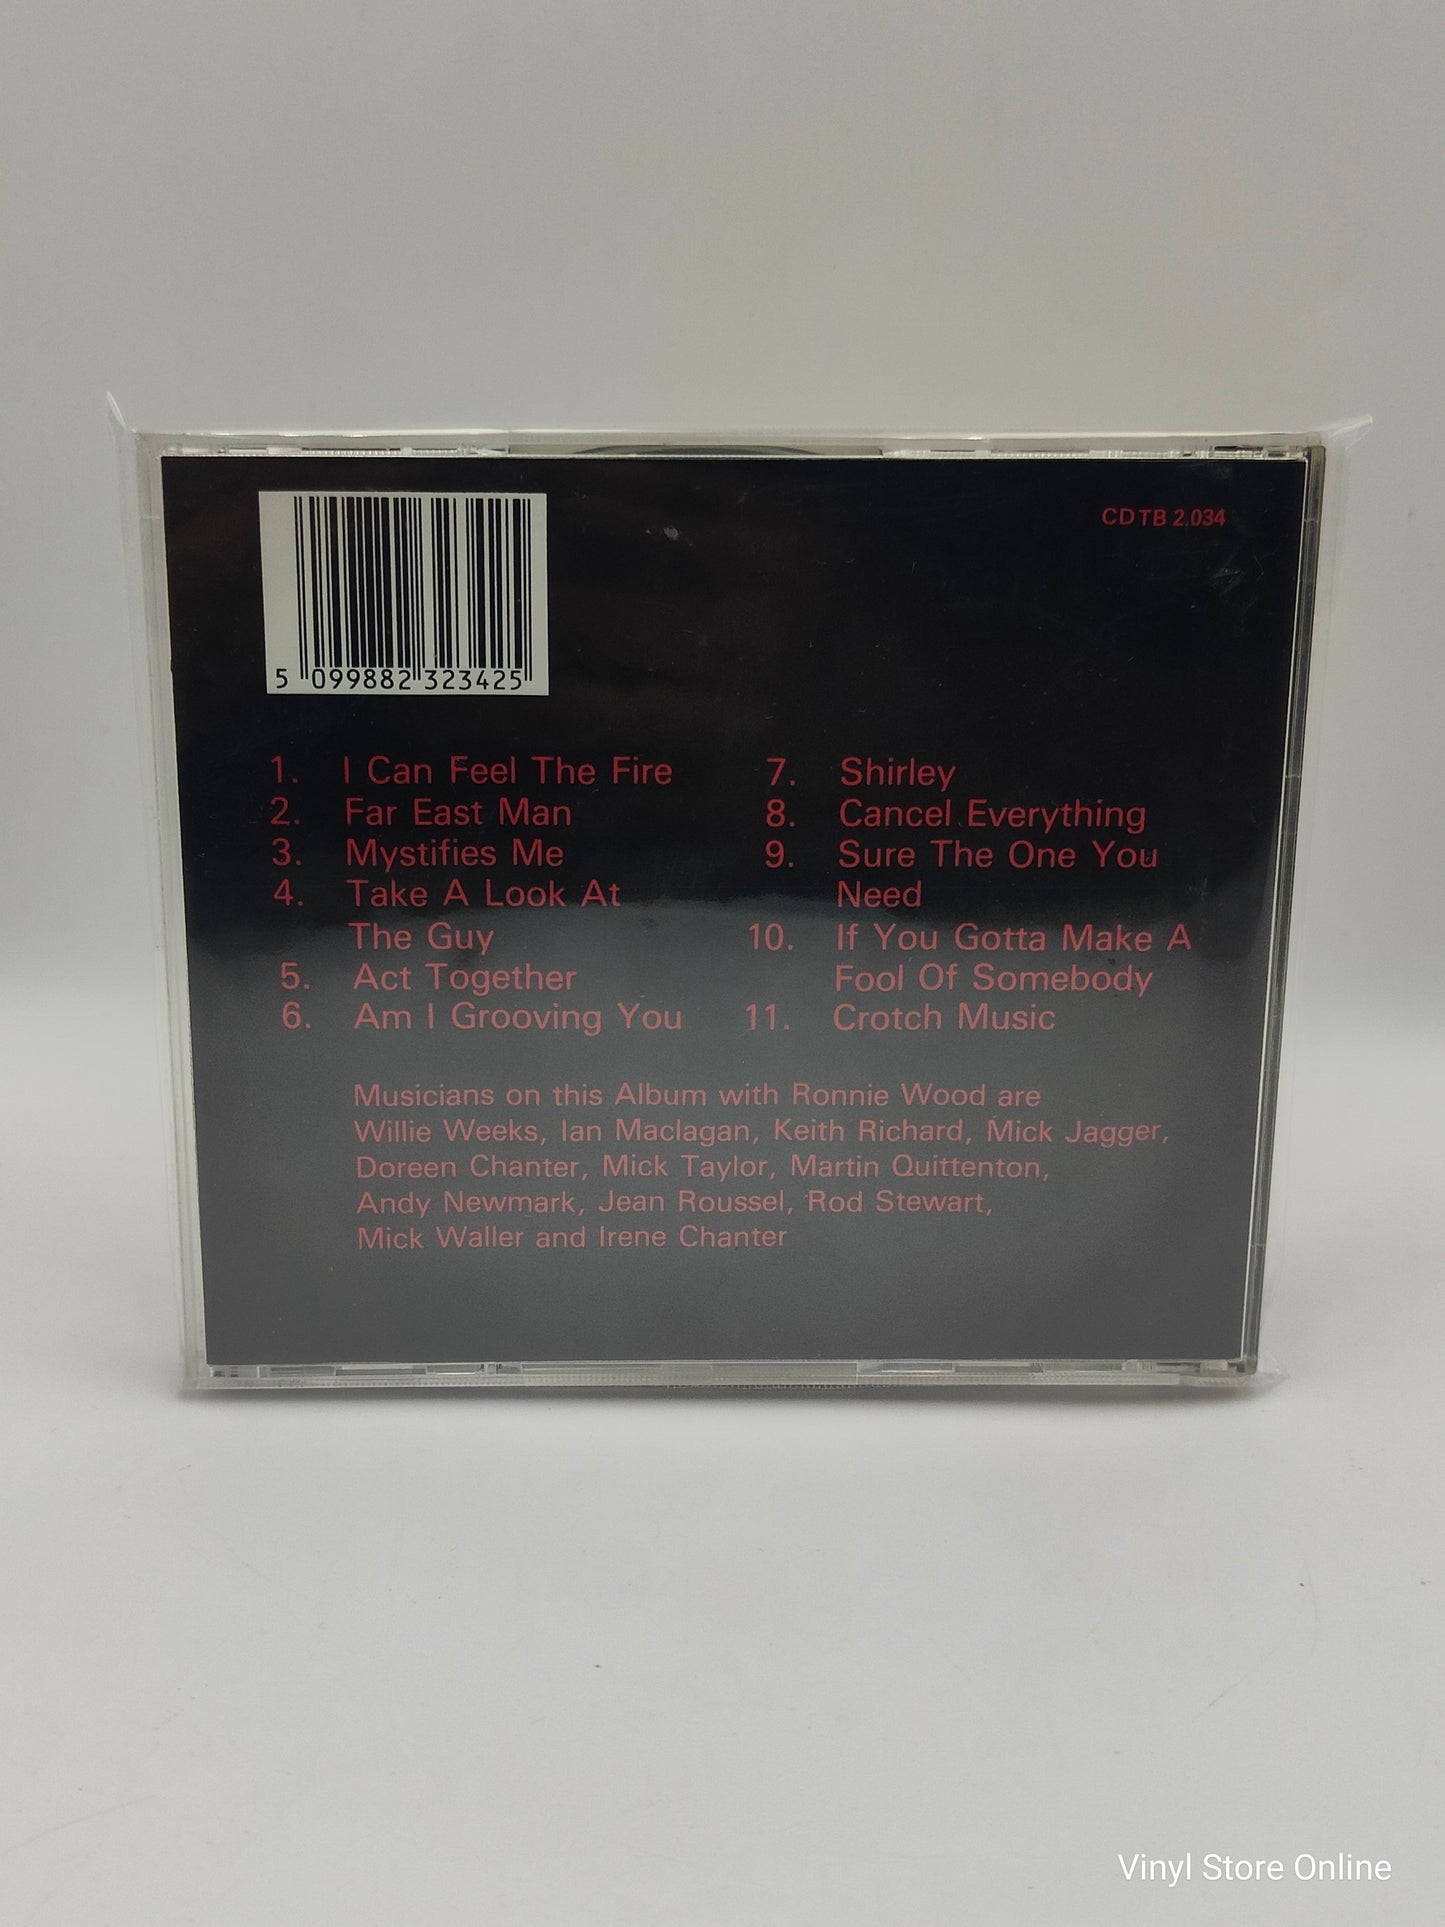 CDTB 2.034
5 099882 323425
1. I Can Feel The Fire
2. Far East Man
3. Mystifies Me
4. Take A Look At
The Guy
5. Act Together
6. Am I Grooving You
7. Shirley
8. Cancel Everything
9. Sure The One You
Need
10. If You Gotta Make A
Fool Of Somebody
11. Crotch Music
Musicians on this Album with Ronnie Wood are
Willie Weeks, Ian Maclagan, Keith Richard, Mick Jagger,
Doreen Chanter, Mick Taylor, Martin Quittenton,
Andy Newmark, Jean Roussel, Rod Stewart,
Mick Waller and Irene Chanter
Vinyl Store Online